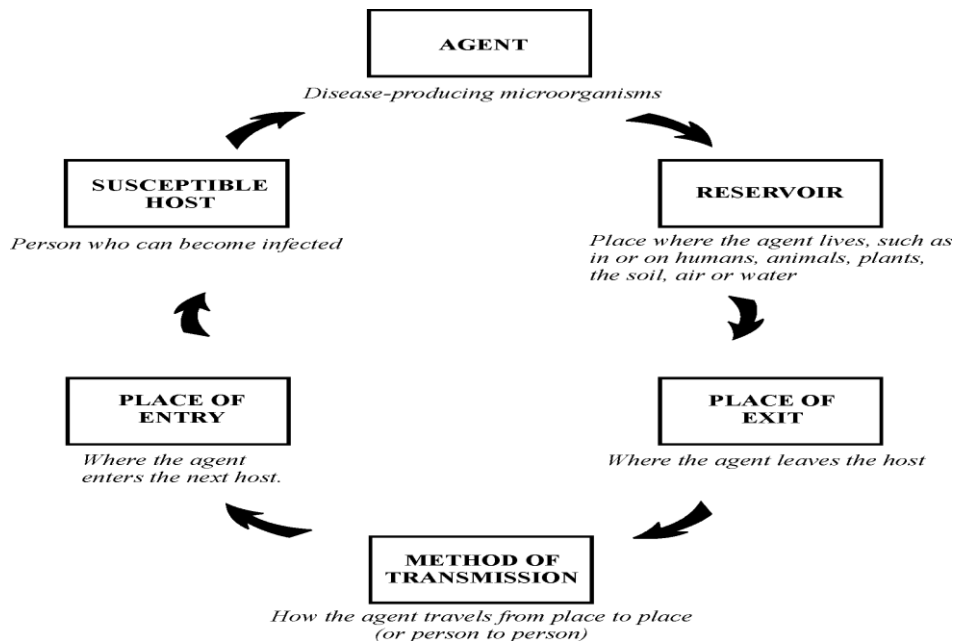 AGENT
Disease-producing microorganisms
RESERVOIR
Place where the agent lives, such as
in or on humans, animals, plants,
the soil, air or water
PLACE OF
EXIT
Where the agent leaves the host
METHOD OF
TRANSMISSION
How the agent travels from place to place
(or person to person)
PLACE OF
ENTRY
Where the agent
enters the next host.
SUSCEPTIBLE
HOST
Person who can become infected